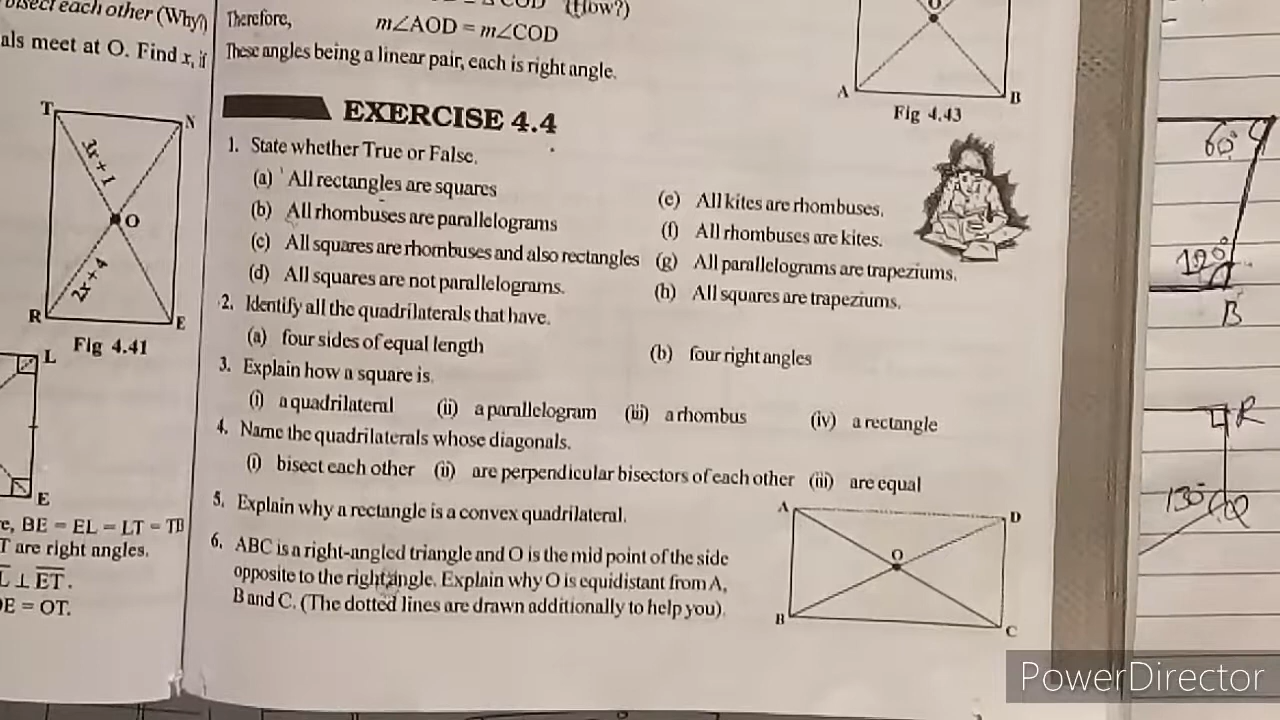 bisect each other (Why?)
als meet at O. Find x, if
T
N
3x + 1
O
2x + 4
R
E
Fig 4.41
L
E
e, BE = EL = LT = TB
T are right angles.
L ⊥ ET.
OE = OT.
COD (How?)
Therefore,
m∠AOD = m∠COD
These angles being a linear pair, each is right angle.
O
A
B
Fig 4.43
EXERCISE 4.4
1. State whether True or False.
(a) All rectangles are squares
(b) All rhombuses are parallelograms
(c) All squares are rhombuses and also rectangles
(d) All squares are not parallelograms.
(e) All kites are rhombuses.
(f) All rhombuses are kites.
(g) All parallelograms are trapeziums.
(h) All squares are trapeziums.
2. Identify all the quadrilaterals that have.
(a) four sides of equal length (b) four right angles
3. Explain how a square is.
(i) a quadrilateral (ii) a parallelogram (iii) a rhombus (iv) a rectangle
4. Name the quadrilaterals whose diagonals.
(i) bisect each other (ii) are perpendicular bisectors of each other (iii) are equal
5. Explain why a rectangle is a convex quadrilateral.
6. ABC is a right-angled triangle and O is the mid point of the side
opposite to the right angle. Explain why O is equidistant from A,
B and C. (The dotted lines are drawn additionally to help you).
A
D
O
B
C
60°
B
R
130°
Q
PowerDirector